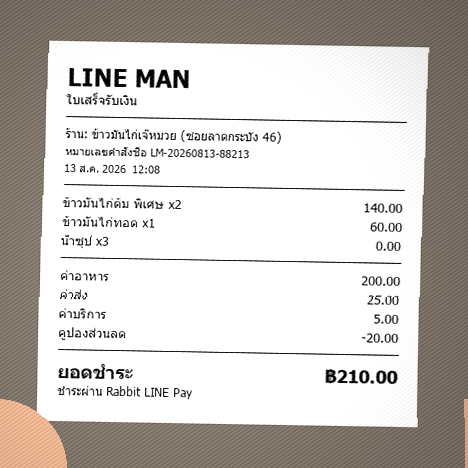 LINE MAN
ใบเสร็จรับเงิน
ร้าน: ข้าวมันไก่เจ๊หมวย (ซอยลาดกระบัง 46)
หมายเลขคำสั่งซื้อ LM-20260813-88213
13 ส.ค. 2026 12:08
ข้าวมันไก่ต้ม พิเศษ x2 140.00
ข้าวมันไก่ทอด x1 60.00
น้ำซุป x3 0.00
ค่าอาหาร 200.00
ค่าส่ง 25.00
ค่าบริการ 5.00
คูปองส่วนลด -20.00
ยอดชำระ ฿210.00
ชำระผ่าน Rabbit LINE Pay